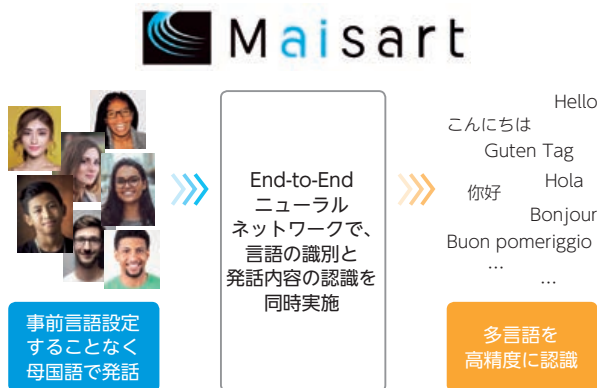 Maisart
End-to-End
ニューラル
ネットワークで、
言語の識別と
発話内容の認識を
同時実施
Hello
こんにちは
Guten Tag
Hola
你好
Bonjour
Buon pomeriggio
…
…
事前言語設定
することなく
母国語で発話
多言語を
高精度に認識